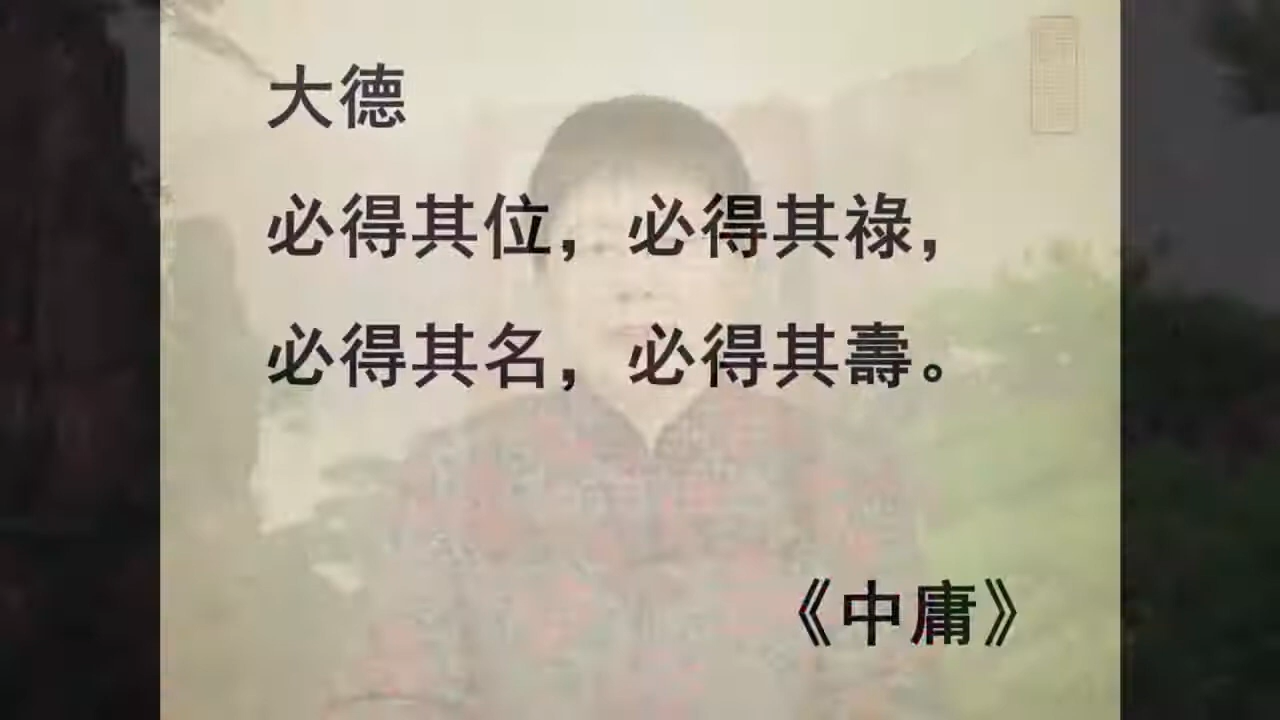 大德
必得其位，必得其祿，
必得其名，必得其壽。
《中庸》